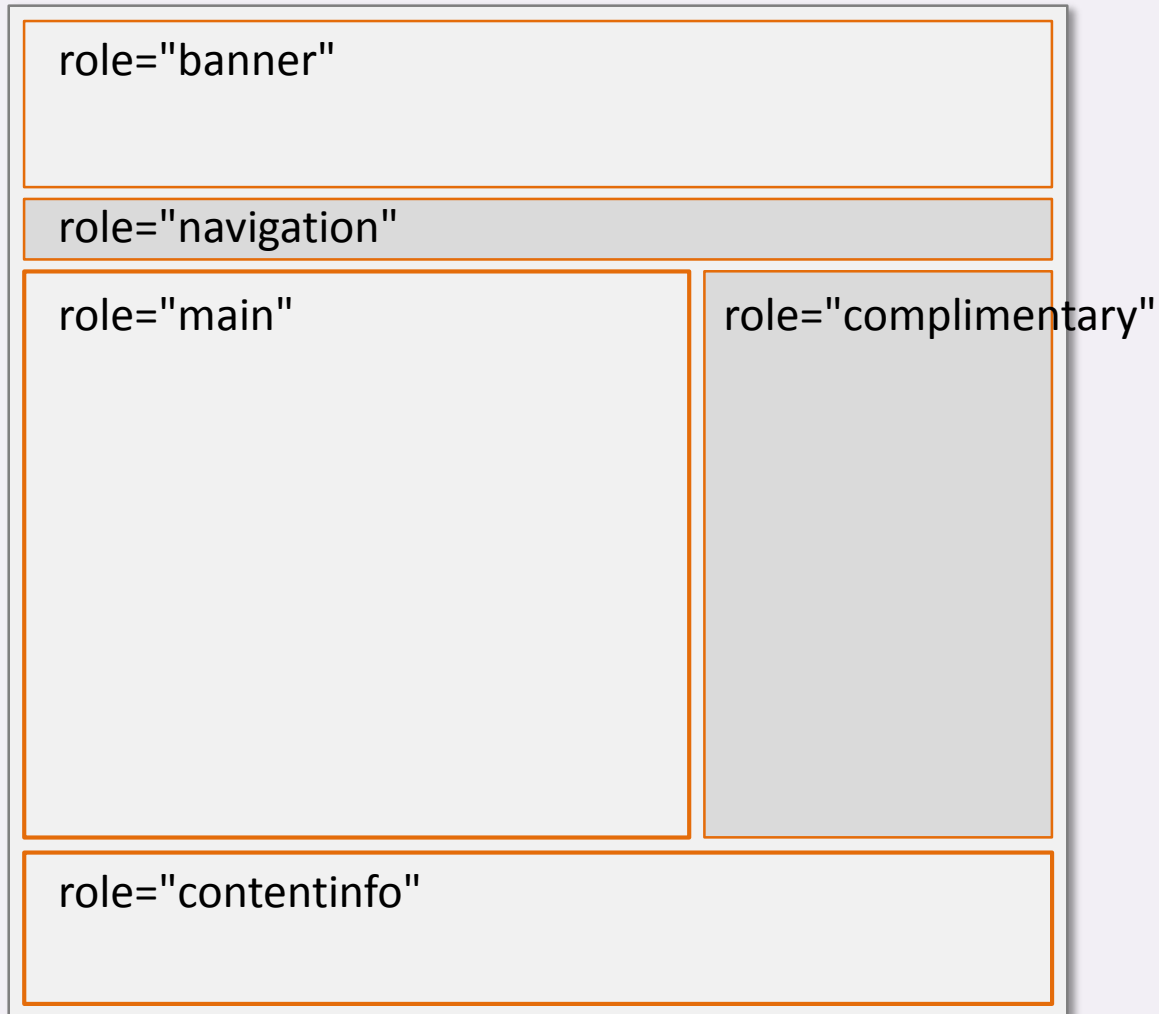 role="banner"
role="navigation"
role="main"
role="complimentary"
role="contentinfo"